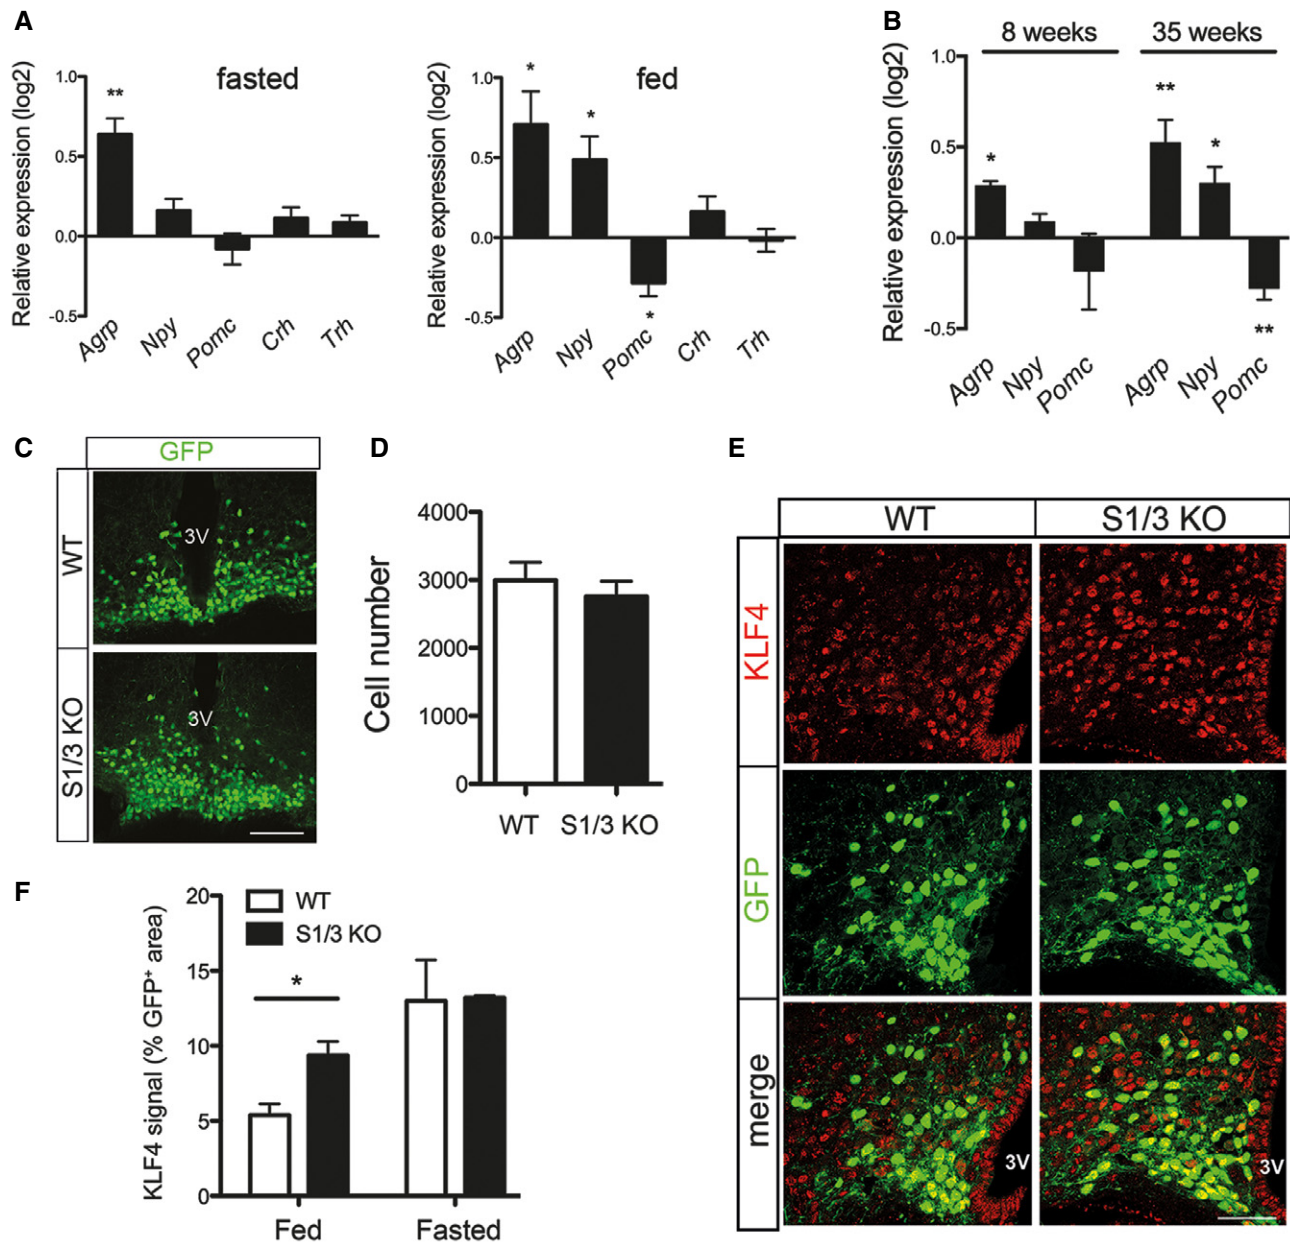 A
fasted
Relative expression (log2)
1.0
0.5
0.0
-0.5
**
Agrp
Npy
Pomc
Crh
Trh
fed
Relative expression (log2)
1.0
0.5
0.0
-0.5
*
*
*
Agrp
Npy
Pomc
Crh
Trh
B
8 weeks
35 weeks
Relative expression (log2)
1.0
0.5
0.0
-0.5
*
**
*
**
Agrp
Npy
Pomc
Agrp
Npy
Pomc
C
GFP
WT
3V
S1/3 KO
3V
D
Cell number
4000
3000
2000
1000
0
WT
S1/3 KO
E
WT
S1/3 KO
KLF4
GFP
merge
3V
3V
F
KLF4 signal (% GFP⁺ area)
20
15
10
5
0
WT
S1/3 KO
*
Fed
Fasted